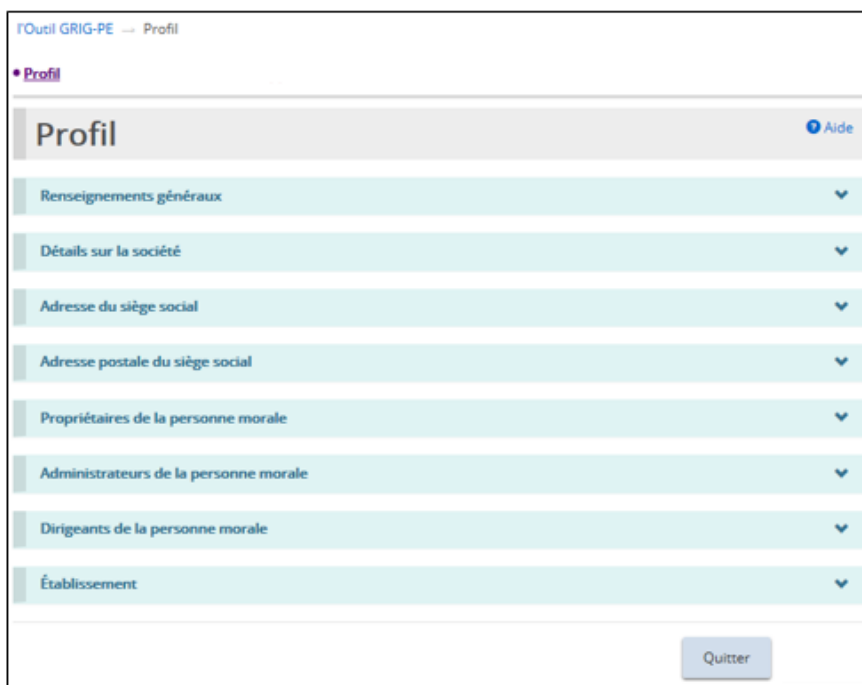 l'Outil GRIG-PE → Profil
• Profil
Profil
Aide
Renseignements généraux
Détails sur la société
Adresse du siège social
Adresse postale du siège social
Propriétaires de la personne morale
Administrateurs de la personne morale
Dirigeants de la personne morale
Établissement
Quitter